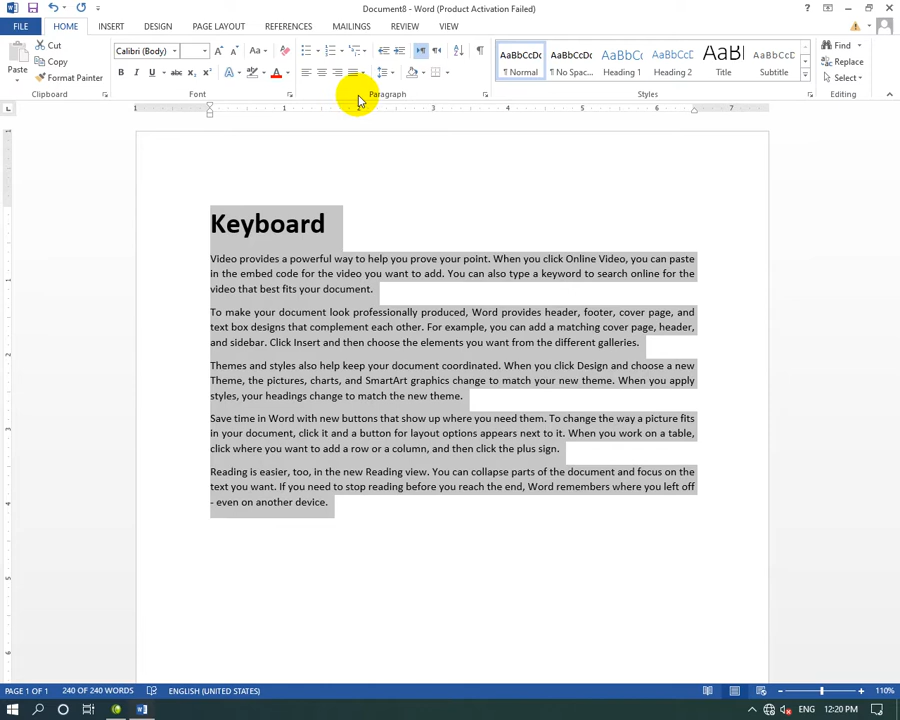 Document8 - Word (Product Activation Failed)
FILE HOME INSERT DESIGN PAGE LAYOUT REFERENCES MAILINGS REVIEW VIEW
Cut
Copy
Format Painter
Paste
Calibri (Body)
Clipboard Font Paragraph Styles Editing
AaBbCcDc AaBbCcDc AaBbCc AaBbCcD AaBbC AaBbCcD
¶ Normal ¶ No Spac... Heading 1 Heading 2 Title Subtitle
Find
Replace
Select
1 1 2 3 4 5 6 7
Keyboard
Video provides a powerful way to help you prove your point. When you click Online Video, you can paste
in the embed code for the video you want to add. You can also type a keyword to search online for the
video that best fits your document.
To make your document look professionally produced, Word provides header, footer, cover page, and
text box designs that complement each other. For example, you can add a matching cover page, header,
and sidebar. Click Insert and then choose the elements you want from the different galleries.
Themes and styles also help keep your document coordinated. When you click Design and choose a new
Theme, the pictures, charts, and SmartArt graphics change to match your new theme. When you apply
styles, your headings change to match the new theme.
Save time in Word with new buttons that show up where you need them. To change the way a picture fits
in your document, click it and a button for layout options appears next to it. When you work on a table,
click where you want to add a row or a column, and then click the plus sign.
Reading is easier, too, in the new Reading view. You can collapse parts of the document and focus on the
text you want. If you need to stop reading before you reach the end, Word remembers where you left off
- even on another device.
PAGE 1 OF 1 240 OF 240 WORDS ENGLISH (UNITED STATES) 110%
ENG 12:20 PM